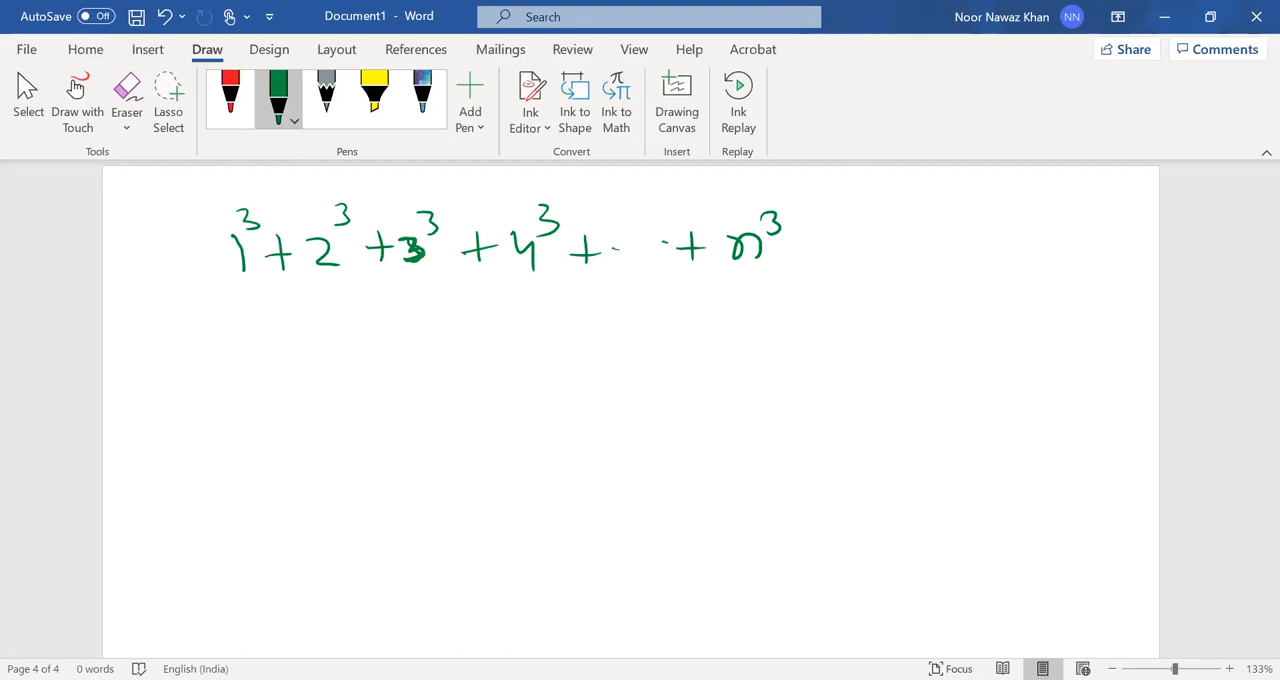 AutoSave Off Document1 - Word Search Noor Nawaz Khan NN
File Home Insert Draw Design Layout References Mailings Review View Help Acrobat Share Comments
Select Draw with Touch Eraser Lasso Select Add Pen Ink Editor Ink to Shape Ink to Math Drawing Canvas Ink Replay
Tools Pens Convert Insert Replay
1³ + 2³ + 3³ + 4³ + · · + n³
Page 4 of 4 0 words English (India) Focus 133%